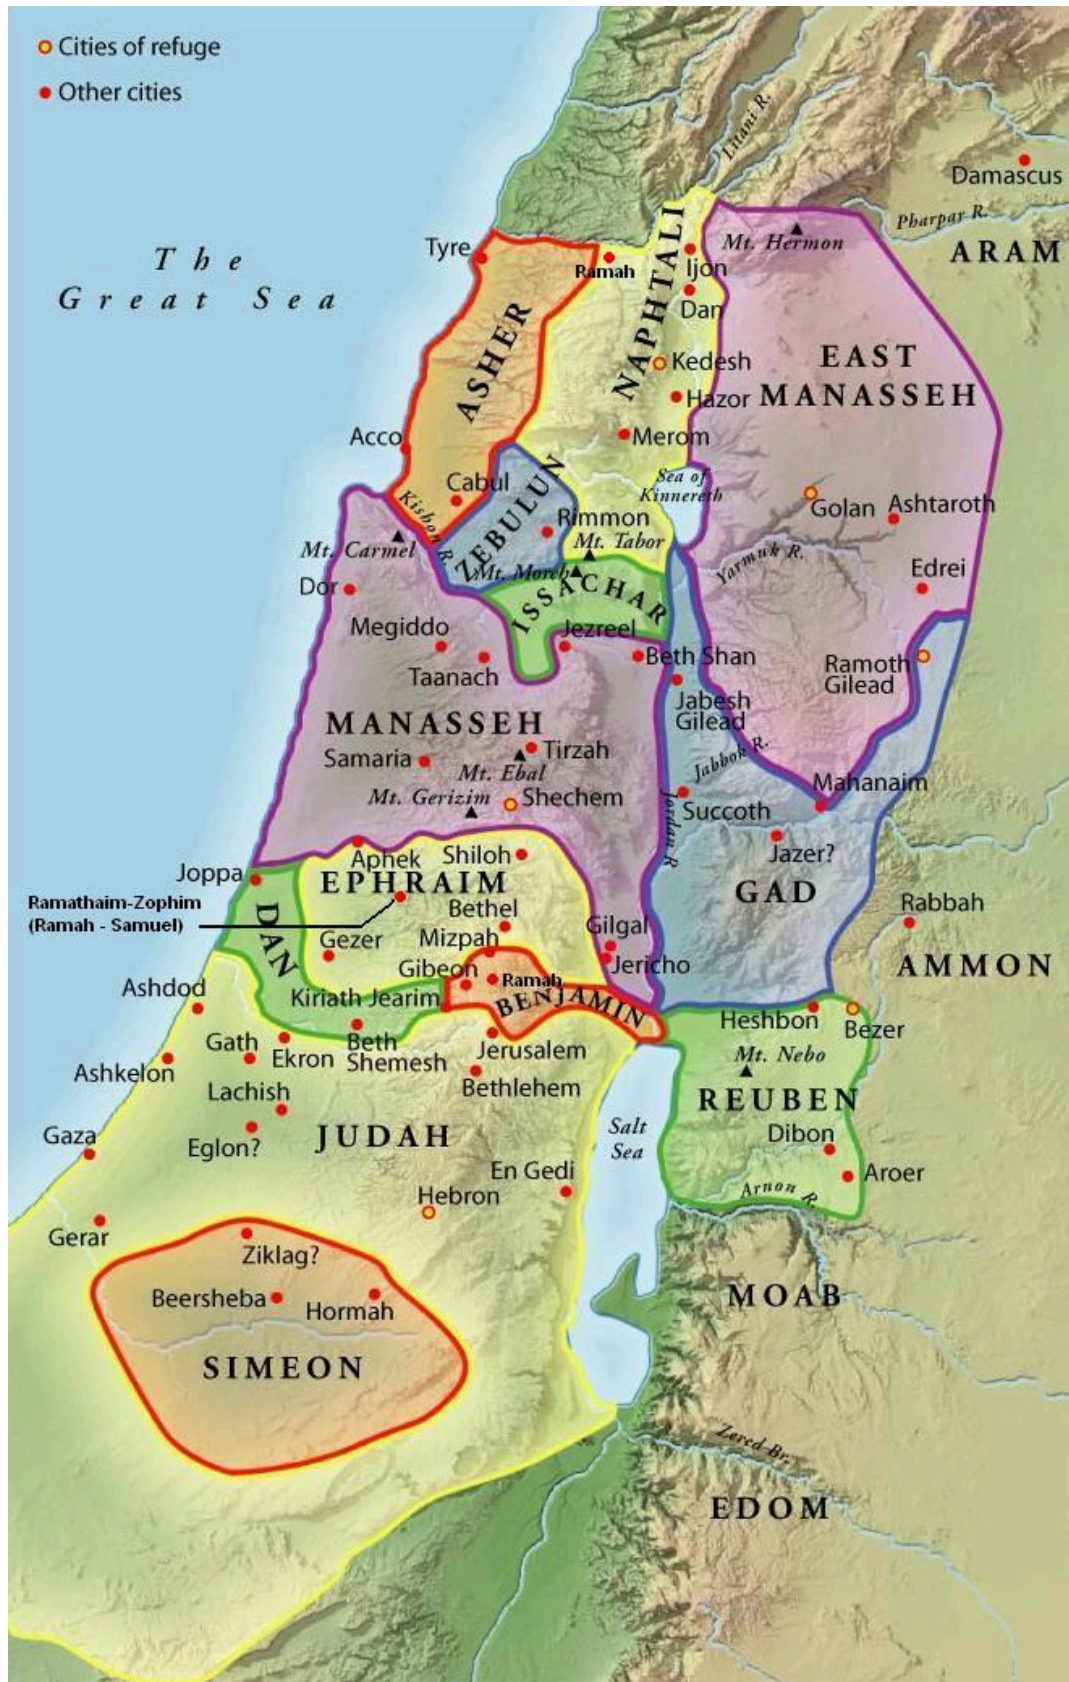 Cities of refuge
Other cities
Litani R.
Damascus
Pharpar R.
ARAM
The
Great Sea
Tyre
Ramah
NAPHTALI
Ijon
Mt. Hermon
Dan
ASHER
Kedesh
Hazor
EAST
MANASSEH
Acco
Merom
Sea of
Kinnereth
Cabul
Kishon R.
ZEBULUN
Rimmon
Golan
Ashtaroth
Mt. Carmel
Mt. Tabor
Mt. Moreh
Yarmuk R.
Edrei
Dor
ISSACHAR
Megiddo
Jezreel
Taanach
Beth Shan
Ramoth
Gilead
Jabesh
Gilead
MANASSEH
Samaria
Tirzah
Mt. Ebal
Jabbok R.
Mt. Gerizim
Shechem
Mahanaim
Succoth
Jordan R
Jazer?
Joppa
Aphek
Shiloh
EPHRAIM
GAD
Ramathaim-Zophim
(Ramah - Samuel)
DAN
Bethel
Rabbah
Gezer
Mizpah
Gilgal
Gibeon
Ramah
Jericho
AMMON
Ashdod
Kiriath Jearim
BENJAMIN
Heshbon
Bezer
Gath
Ekron
Beth
Shemesh
Jerusalem
Mt. Nebo
Ashkelon
Bethlehem
Lachish
REUBEN
Gaza
Eglon?
JUDAH
Salt
Sea
Dibon
En Gedi
Aroer
Hebron
Arnon R.
Gerar
Ziklag?
Beersheba
Hormah
MOAB
SIMEON
Zered Br.
EDOM